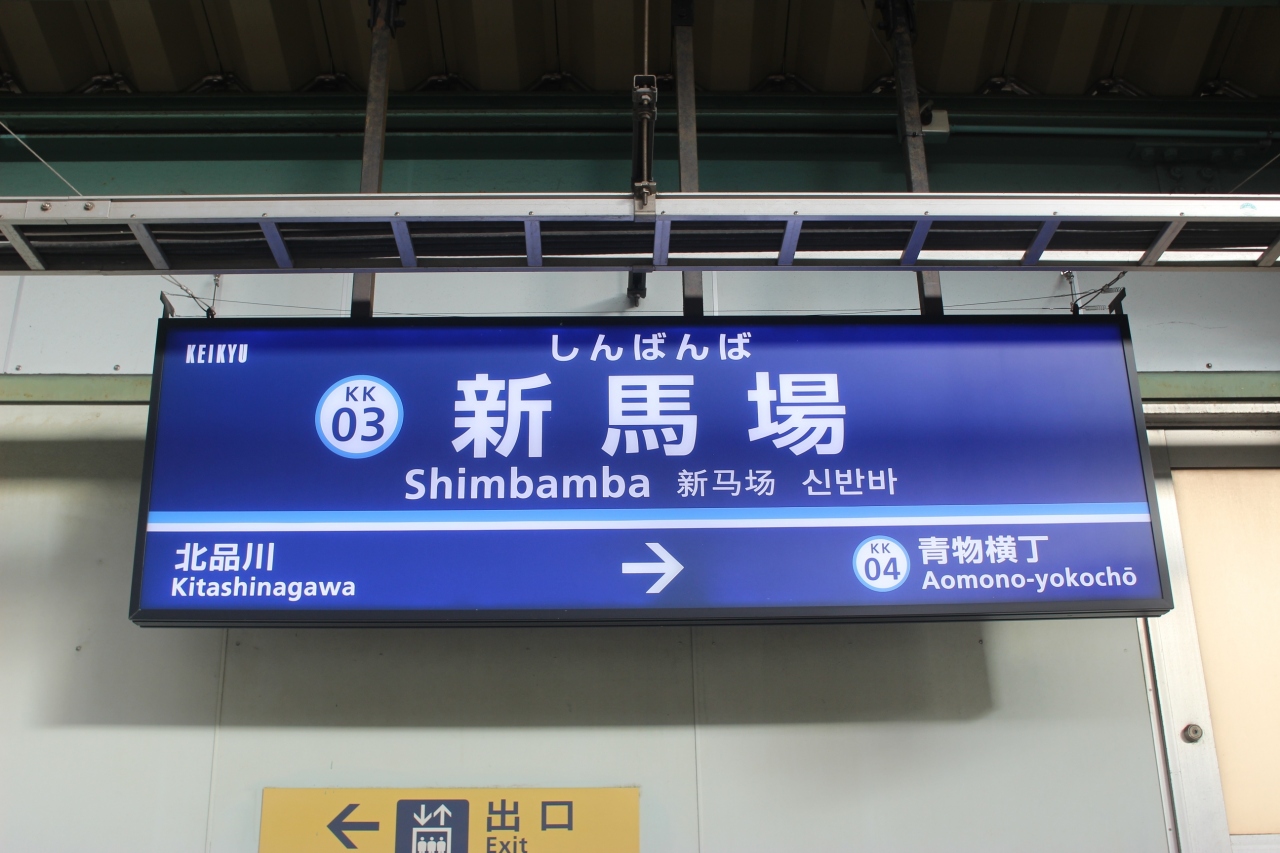 KEIKYU
しんばんば
KK
03
新馬場
Shimbamba 新马场 신반바
北品川
Kitashinagawa
→
KK
04
青物横丁
Aomono-yokochō
← 出口
Exit